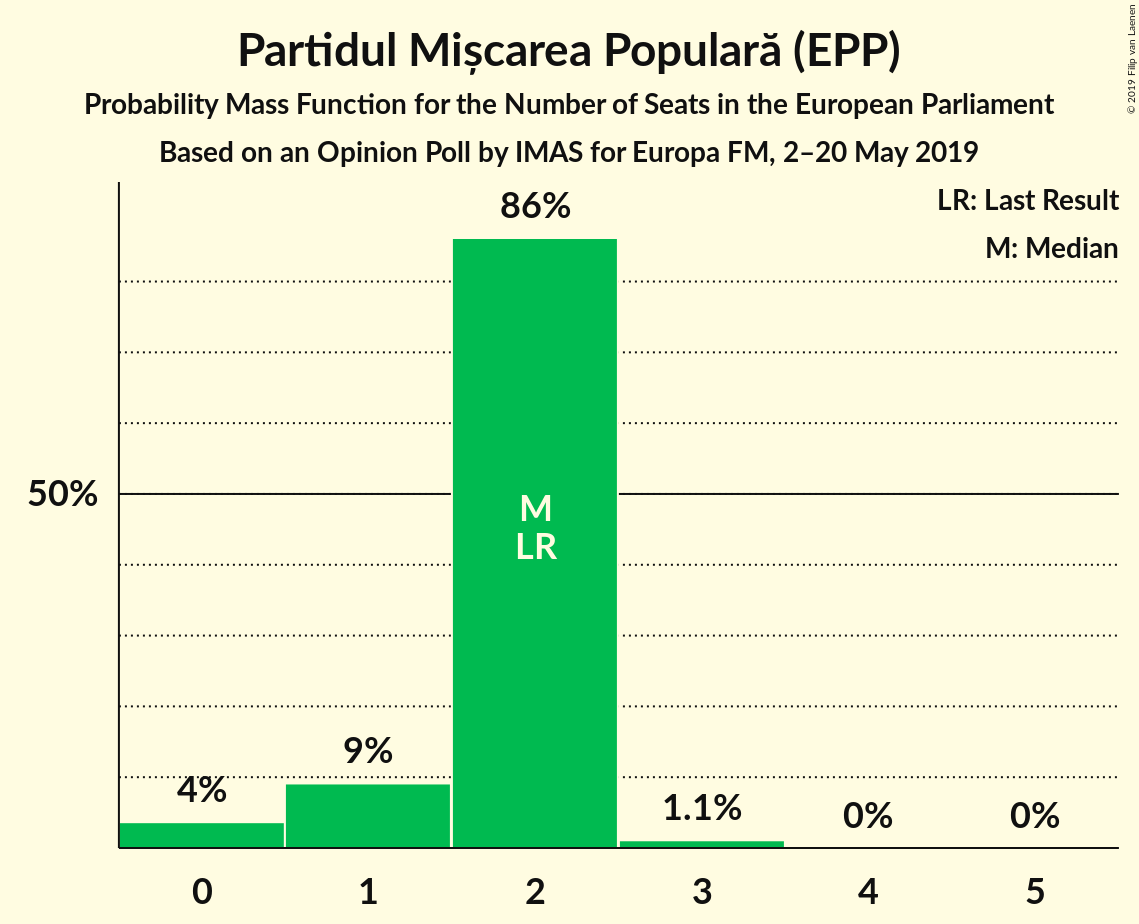 Partidul Mișcarea Populară (EPP)
Probability Mass Function for the Number of Seats in the European Parliament
Based on an Opinion Poll by IMAS for Europa FM, 2–20 May 2019
© 2019 Filip van Laenen
LR: Last Result
M: Median
86%
50%
M
LR
9%
4%
1.1%
0%
0%
0
1
2
3
4
5